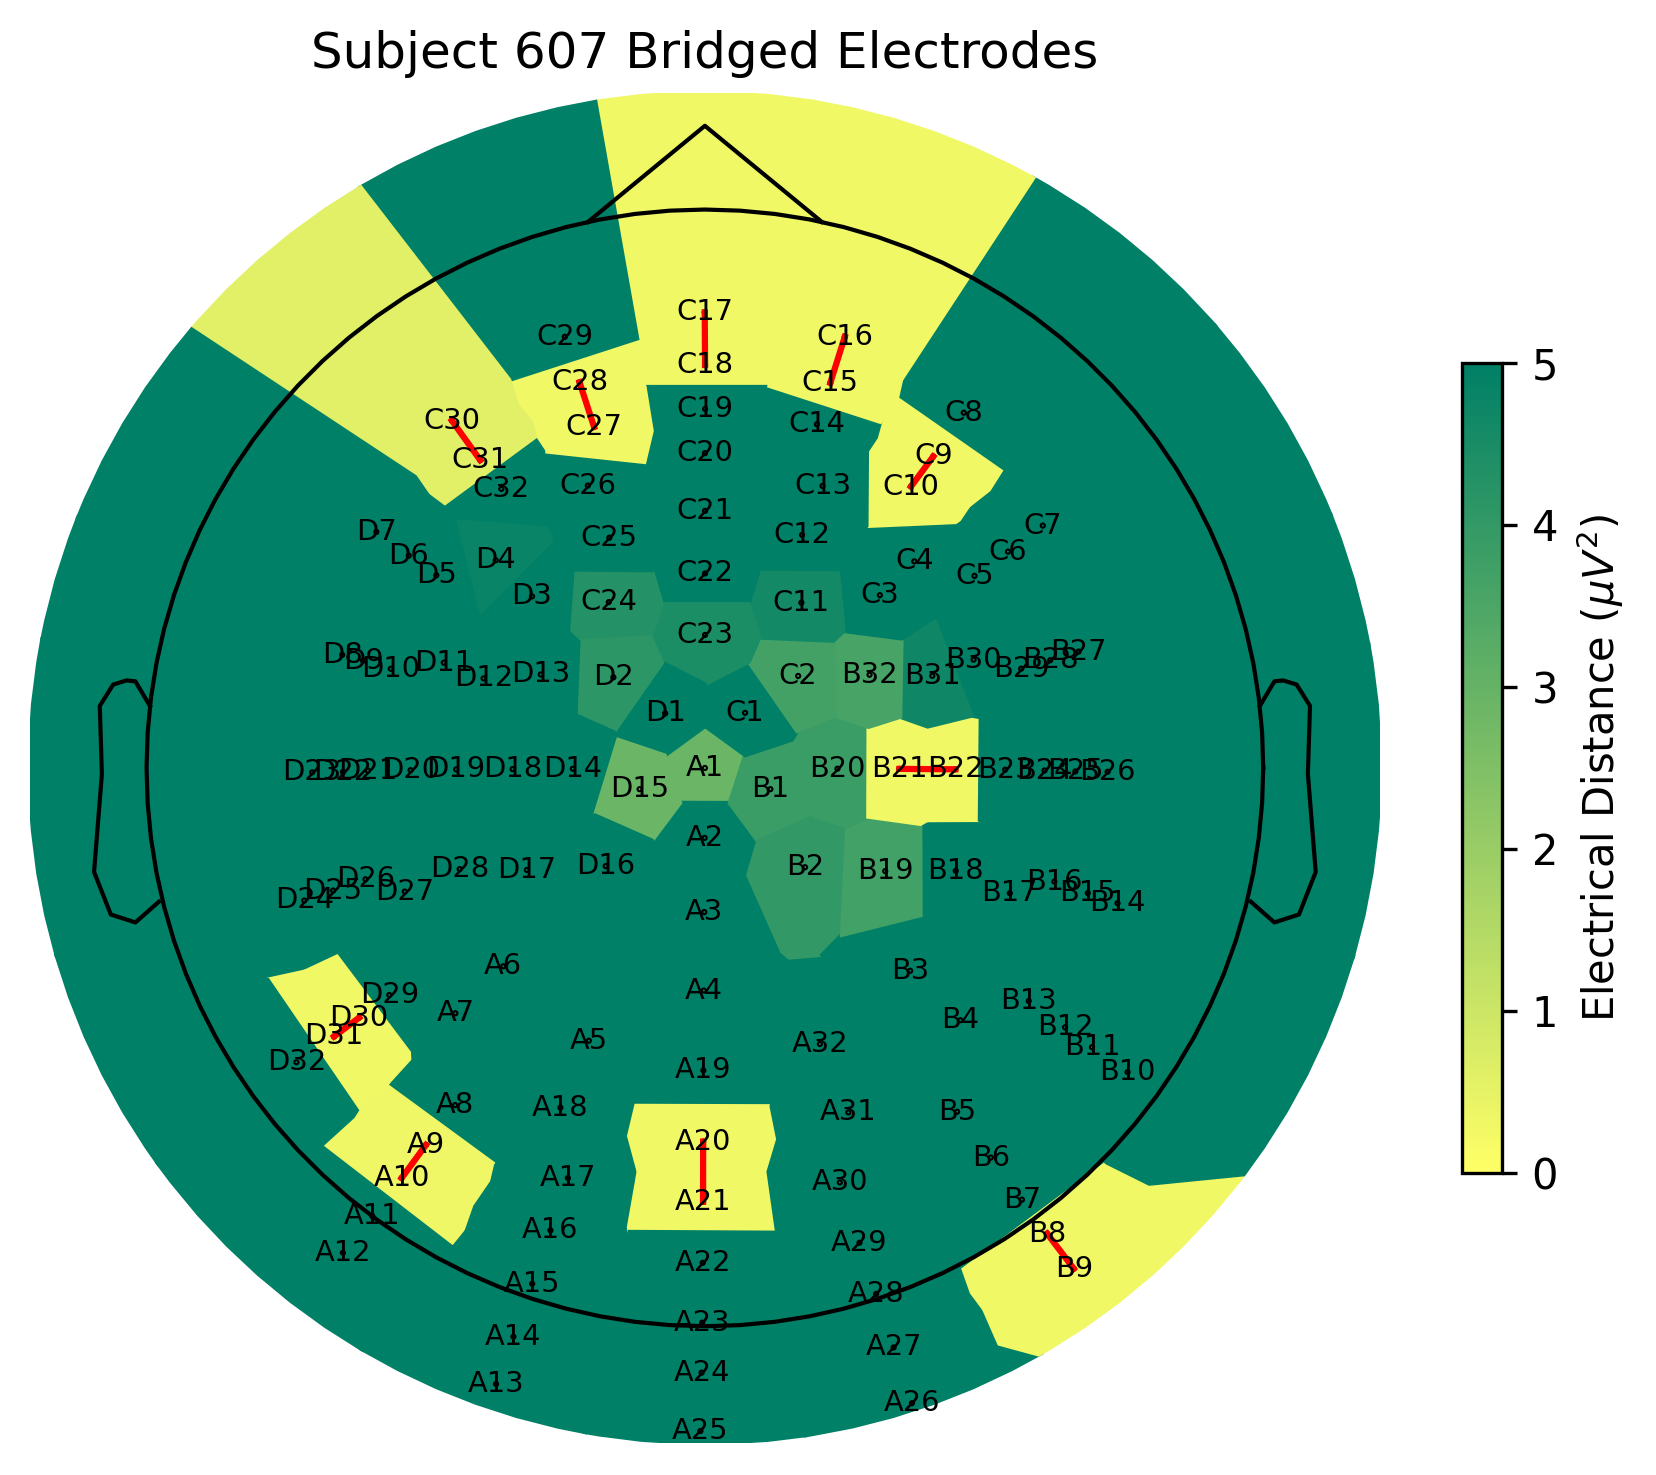 Subject 607 Bridged Electrodes
C17
C29 C16
C18
C28 C15
C19 C8
C30 C27 C14
C20 C9
C31
C32 C26 C13 C10
C21 C7
D7 C25 C12 C6
D6 D4 C4
D5 C22 C5
D3 C24 C11 C3
C23
D8 D9 D10 D11 D12 D13 D2 C2 B32 B31 B30 B29 B28 B27
D1 C1
D23 D22 D21 D20 D19 D18 D14 A1 B20 B21 B22 B23 B24 B25 B26
D15 B1
A2
D24 D25 D26 D27 D28 D17 D16 B2 B19 B18 B17 B16 B15 B14
A3
A6 B3
D29 A4 B13
D30 A7 B4 B12
D31 A5 A32 B11
D32 A19 B10
A8 A18 A31 B5
A9 A20 B6
A10 A17 A30
A21 B7
A11 A16 B8
A12 A22 A29 B9
A15 A28
A14 A23 A27
A13 A24 A26
A25
5
4
3
2
1
0
Electrical Distance (μV²)